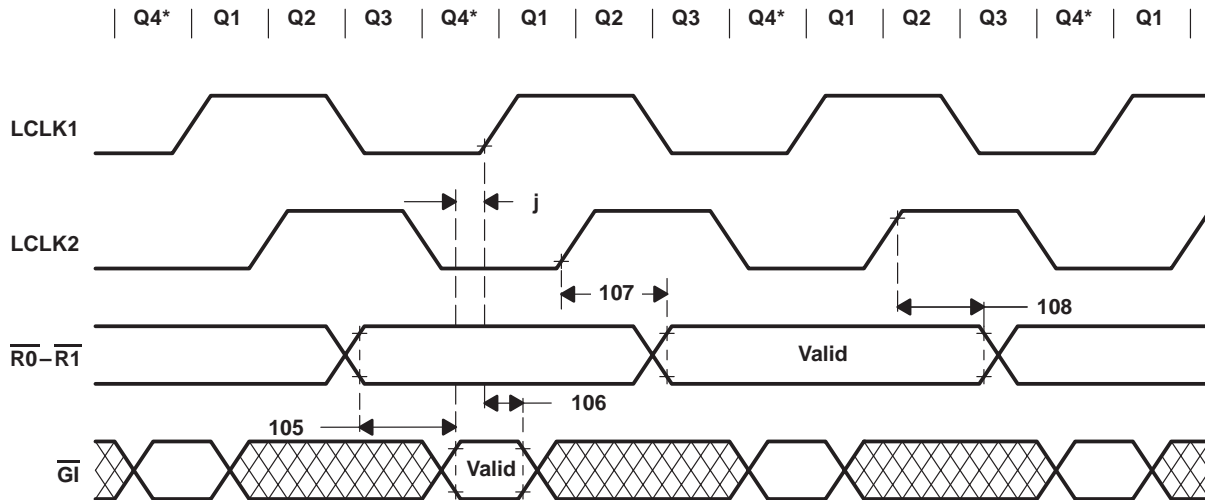 Q4* Q1 Q2 Q3 Q4* Q1 Q2 Q3 Q4* Q1 Q2 Q3 Q4* Q1
LCLK1
j
LCLK2
107
108
R0–R1
Valid
106
105
GI
Valid